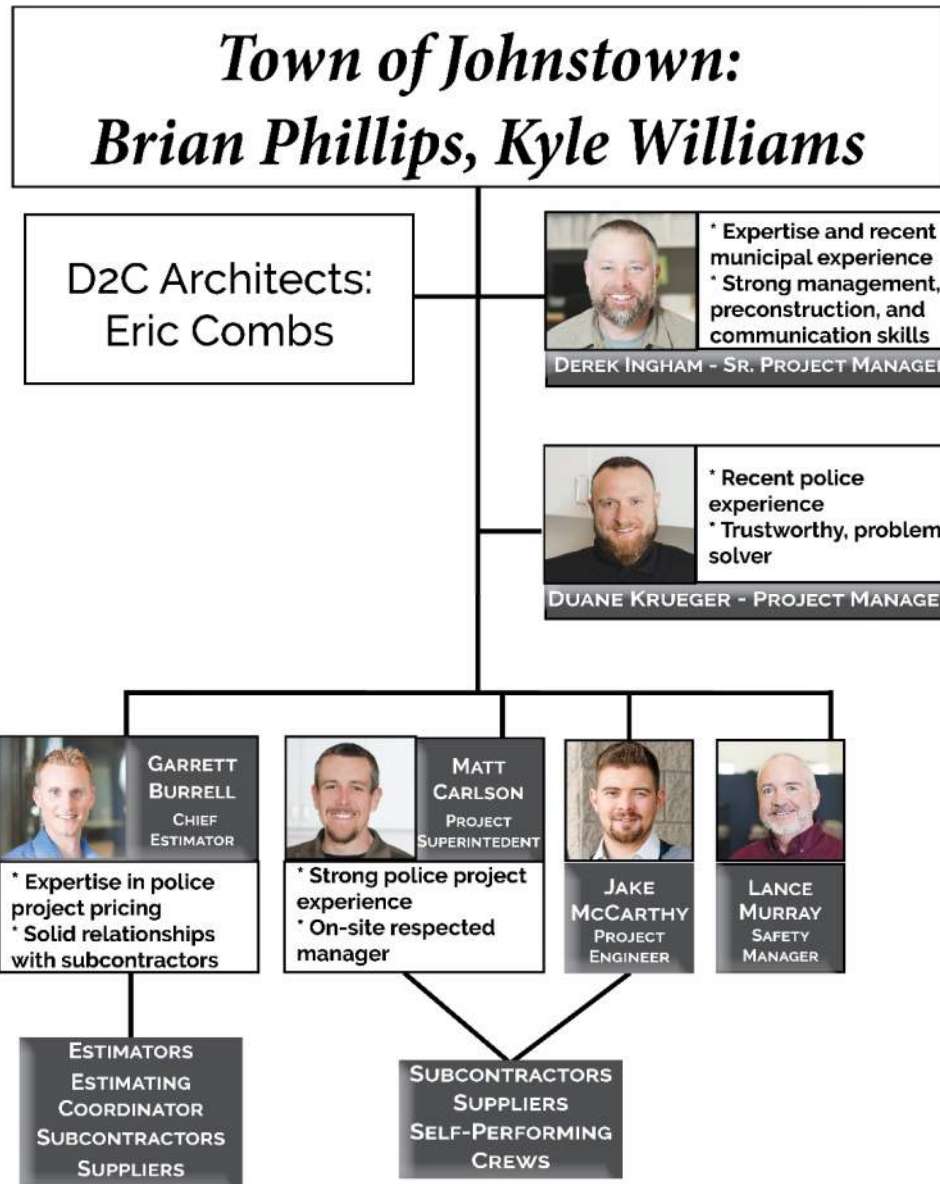 Town of Johnstown:
Brian Phillips, Kyle Williams
D2C Architects:
Eric Combs
* Expertise and recent
municipal experience
* Strong management,
preconstruction, and
communication skills
DEREK INGHAM - SR. PROJECT MANAGER
* Recent police
experience
* Trustworthy, problem
solver
DUANE KRUEGER - PROJECT MANAGE
GARRETT
BURRELL
CHIEF
ESTIMATOR
* Expertise in police
project pricing
* Solid relationships
with subcontractors
MATT
CARLSON
PROJECT
SUPERINTEDENT
* Strong police project
experience
* On-site respected
manager
JAKE
MCCARTHY
PROJECT
ENGINEER
LANCE
MURRAY
SAFETY
MANAGER
ESTIMATORS
ESTIMATING
COORDINATOR
SUBCONTRACTORS
SUPPLIERS
SUBCONTRACTORS
SUPPLIERS
SELF-PERFORMING
CREWS